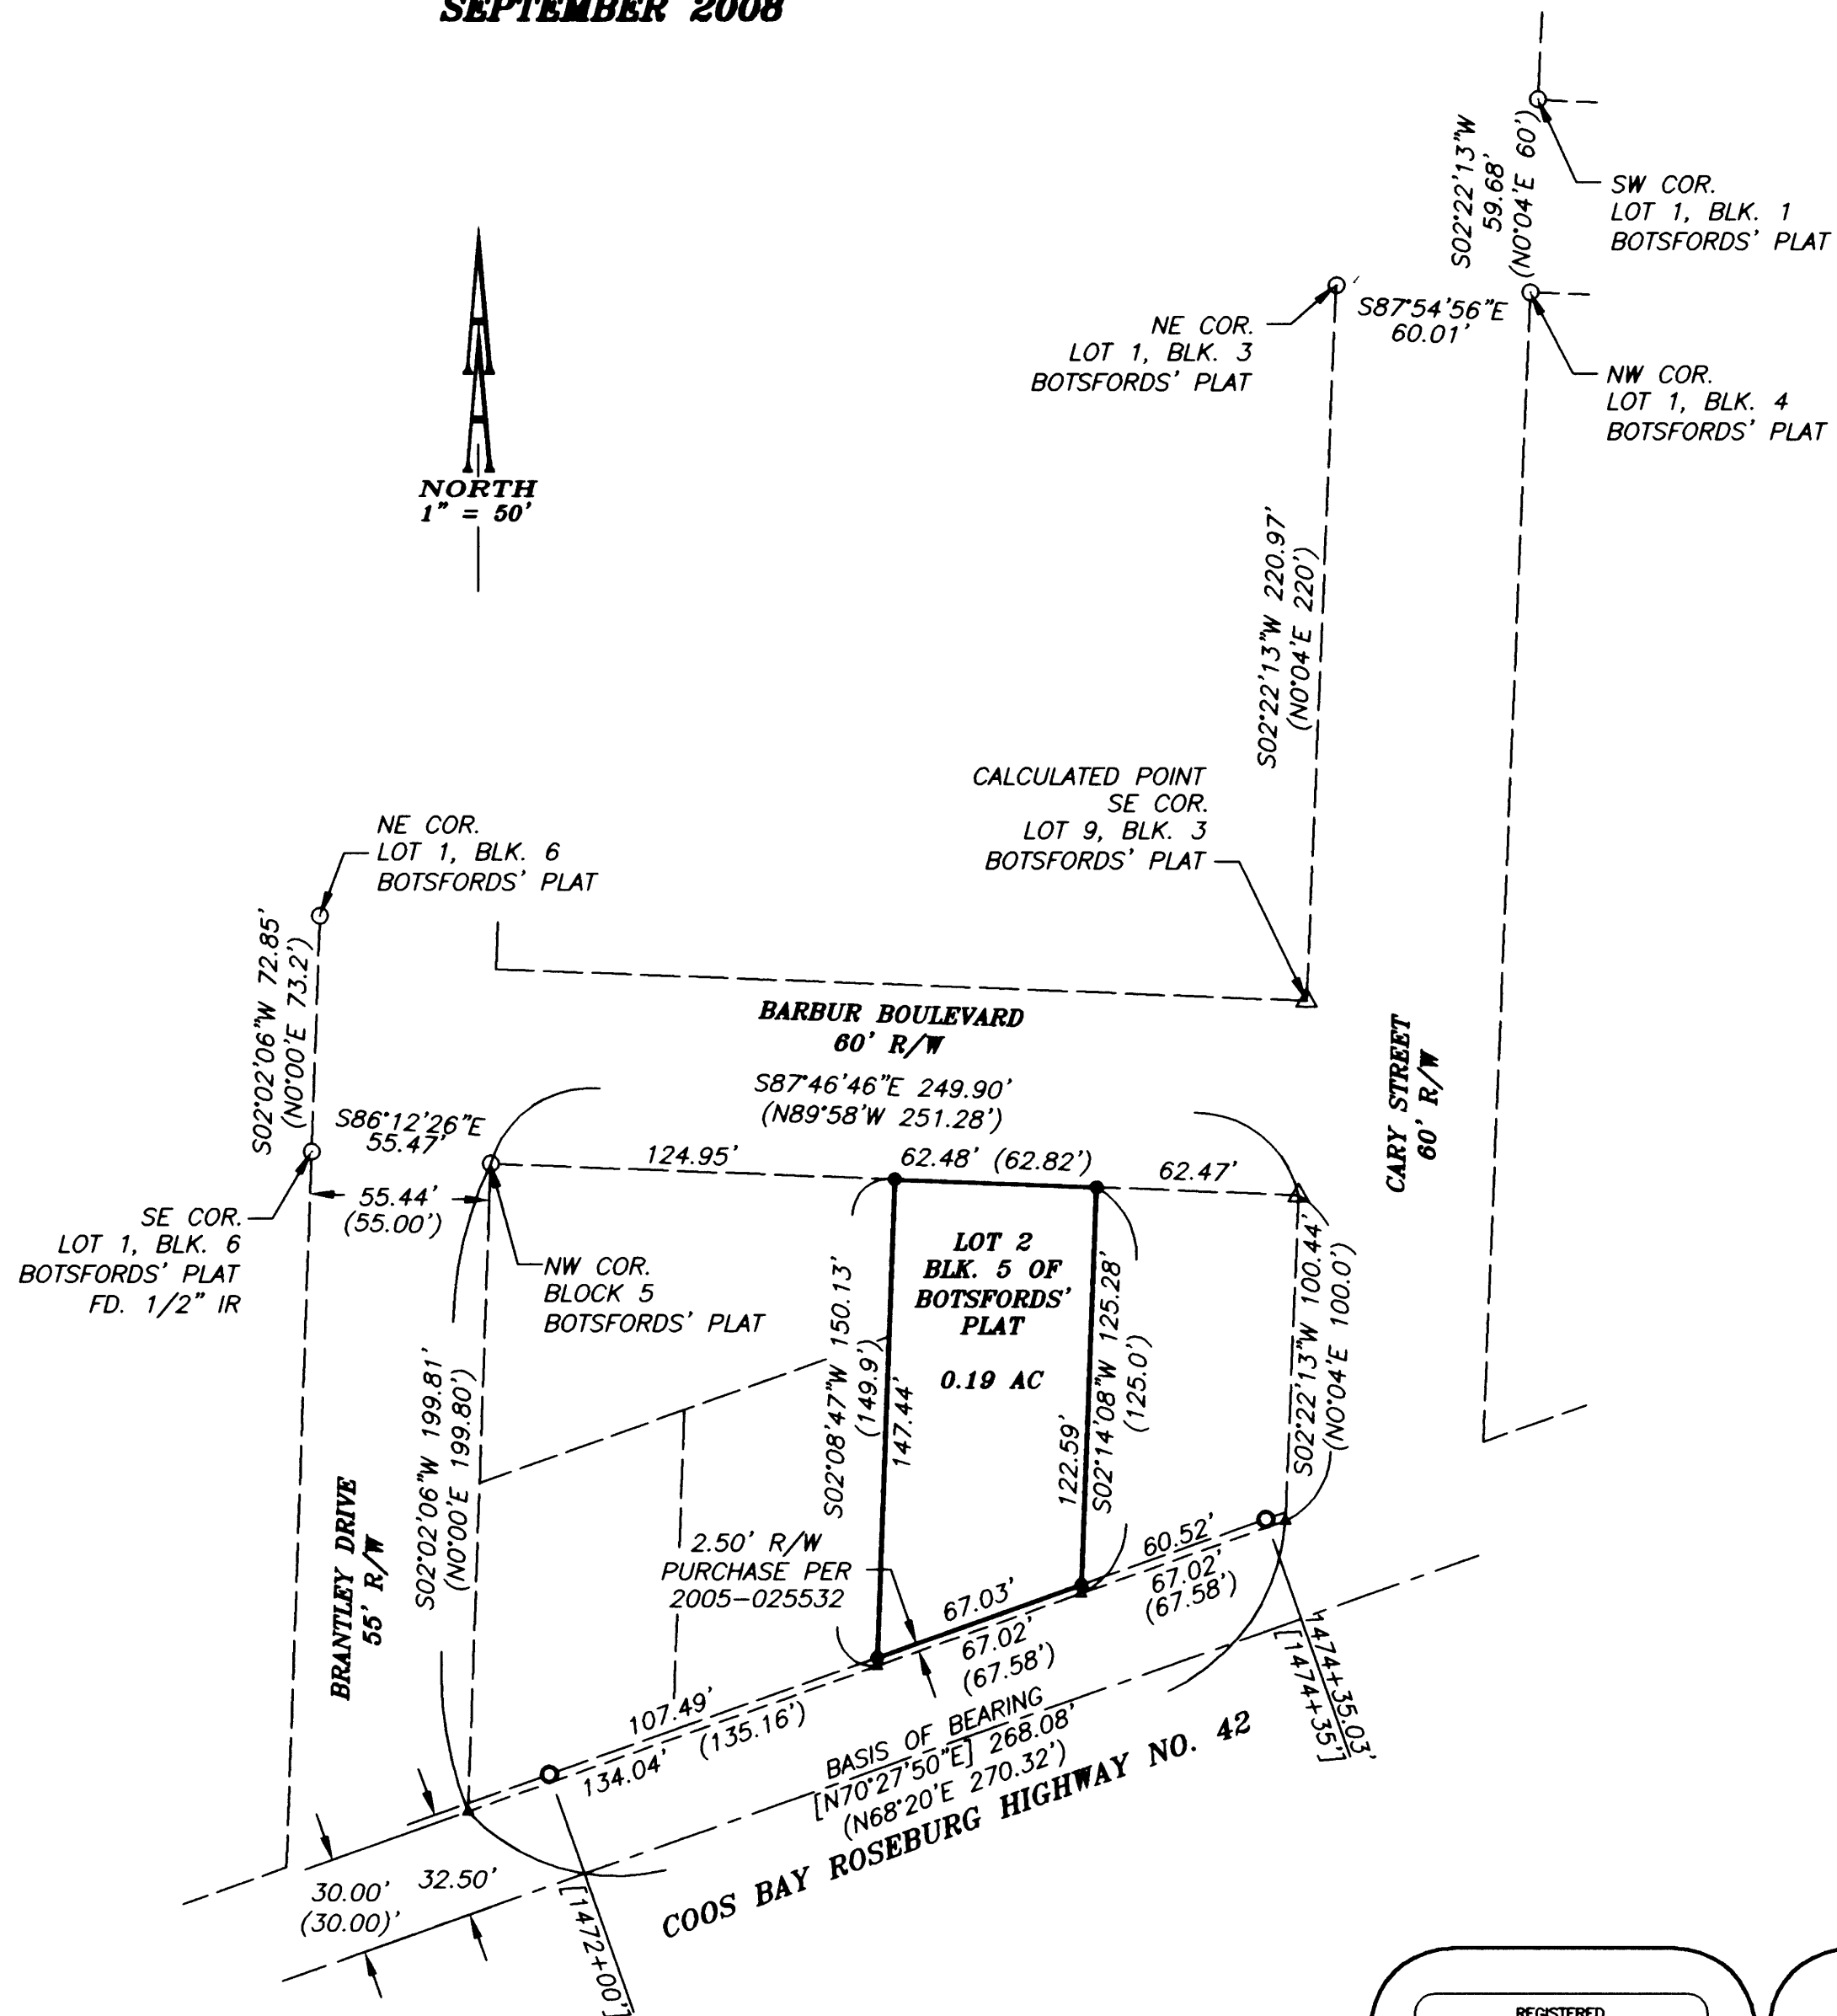 SEPTEMBER 2008
NORTH
1" = 50'
S02°22'13"W
59.68'
(N0°04'E 60')
SW COR.
LOT 1, BLK. 1
BOTSFORDS' PLAT
S87°54'56"E
60.01'
NE COR.
LOT 1, BLK. 3
BOTSFORDS' PLAT
NW COR.
LOT 1, BLK. 4
BOTSFORDS' PLAT
S02°22'13"W 220.97'
(N0°04'E 220')
CALCULATED POINT
SE COR.
LOT 9, BLK. 3
BOTSFORDS' PLAT
NE COR.
LOT 1, BLK. 6
BOTSFORDS' PLAT
S02°02'06"W 72.85'
(N0°00'E 73.2')
BARBUR BOULEVARD
60' R/W
S87°46'46"E 249.90'
(N89°58'W 251.28')
CARY STREET
60' R/W
S86°12'26"E
55.47'
124.95'
62.48' (62.82')
62.47'
55.44'
(55.00')
SE COR.
LOT 1, BLK. 6
BOTSFORDS' PLAT
FD. 1/2" IR
NW COR.
BLOCK 5
BOTSFORDS' PLAT
LOT 2
BLK. 5 OF
BOTSFORDS'
PLAT
0.19 AC
S02°08'47"W 150.13'
(149.9')
147.44'
122.59'
S02°14'08"W 125.28'
(125.0')
S02°22'13"W 100.44'
(N0°04'E 100.0')
S02°02'06"W 199.81'
(N0°00'E 199.80')
BRANTLEY DRIVE
55' R/W
2.50' R/W
PURCHASE PER
2005-025532
60.52'
67.02'
(67.58')
67.03'
67.02'
(67.58')
107.49'
134.04' (135.16')
1474+35.03'
[1474+35']
BASIS OF BEARING
[N70°27'50"E] 268.08'
(N68°20'E 270.32')
COOS BAY ROSEBURG HIGHWAY NO. 42
30.00'
(30.00)'
32.50'
[1472+00']
REGISTERED